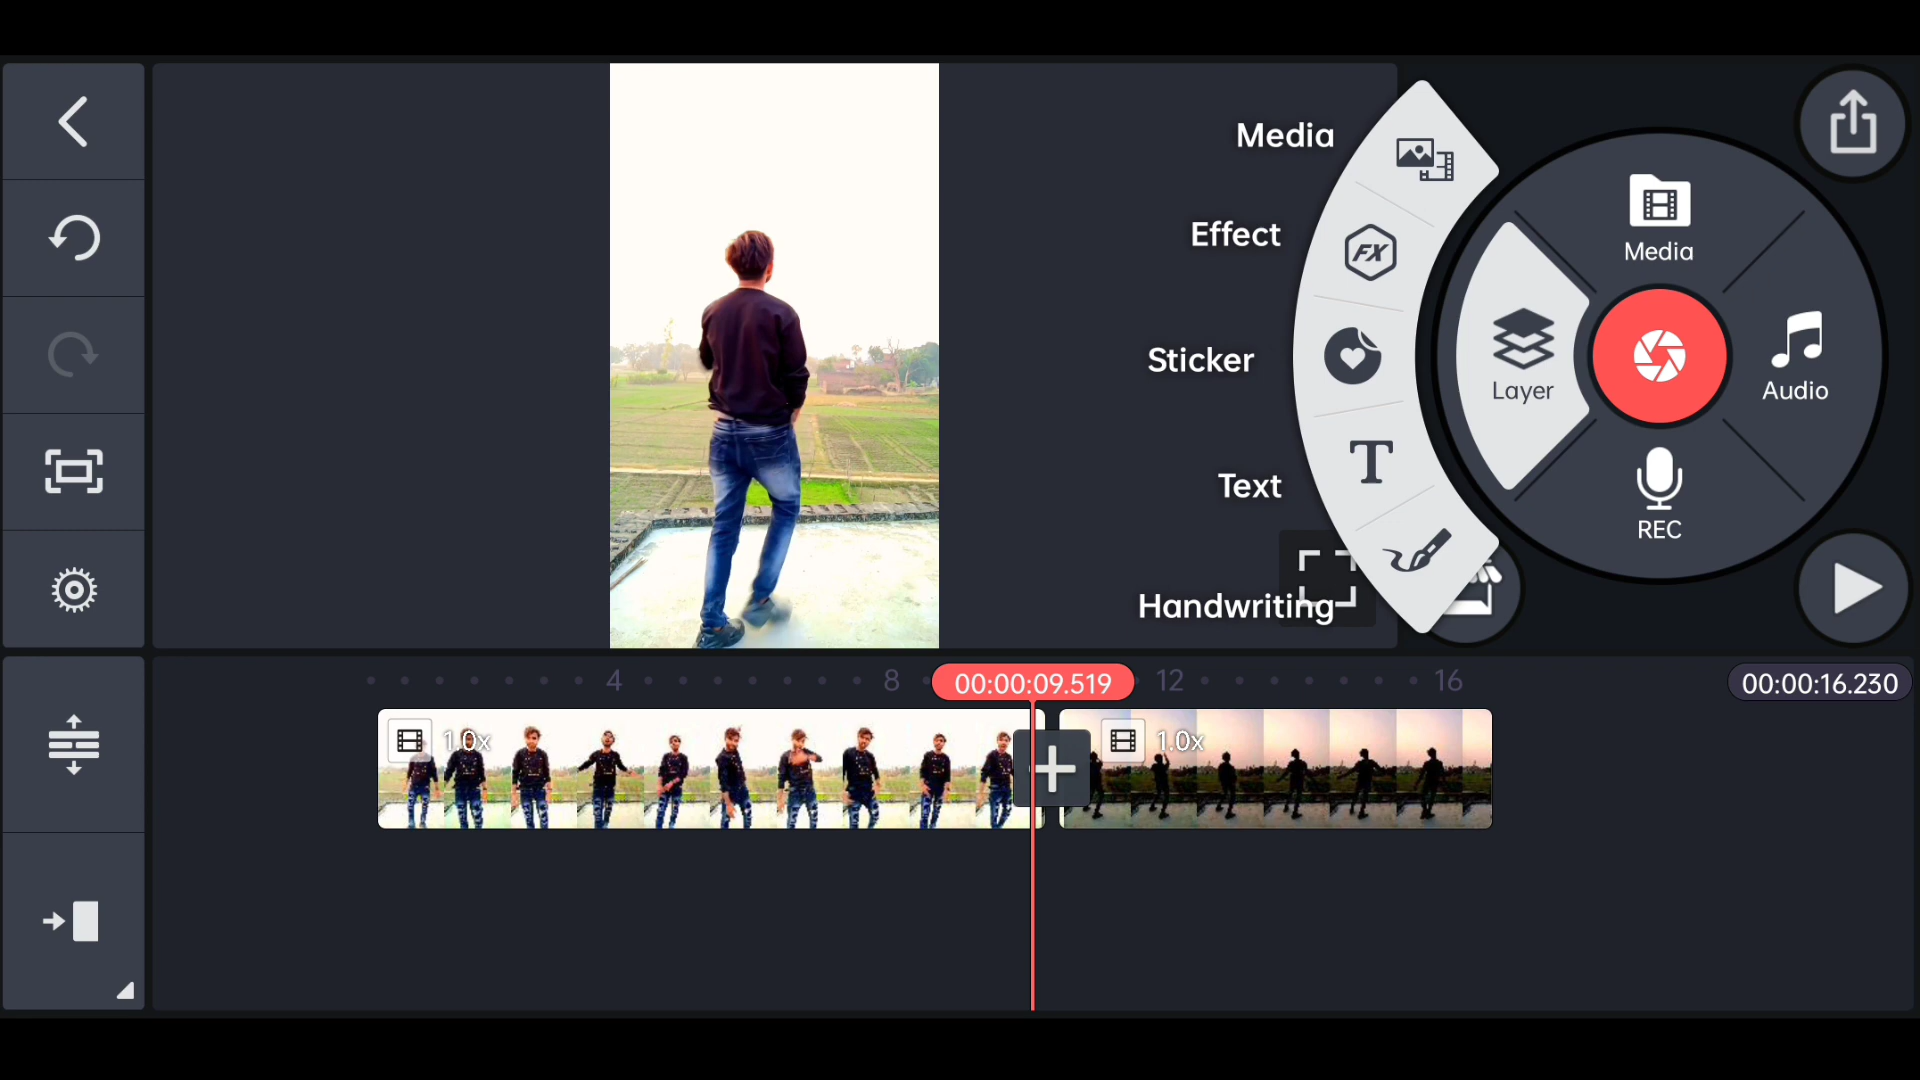 Media
Effect
Sticker
Text
Handwriting
FX
T
Media
Layer
Audio
REC
4
8
00:00:09.519
12
16
00:00:16.230
1.0x
1.0x